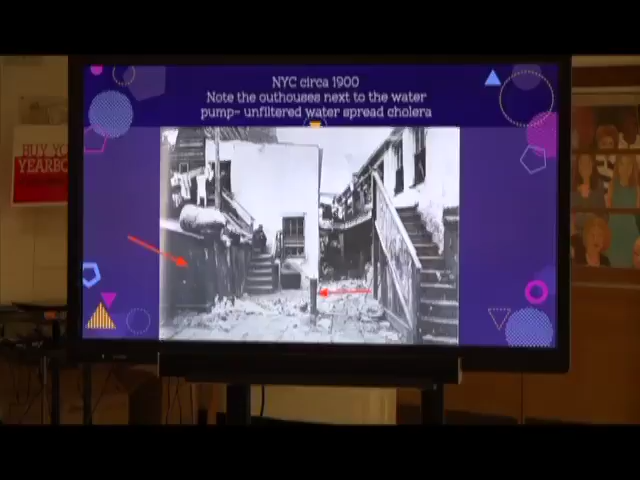 NYC circa 1900
Note the outhouses next to the water
pump- unfiltered water spread cholera
BUY YO
YEARBO